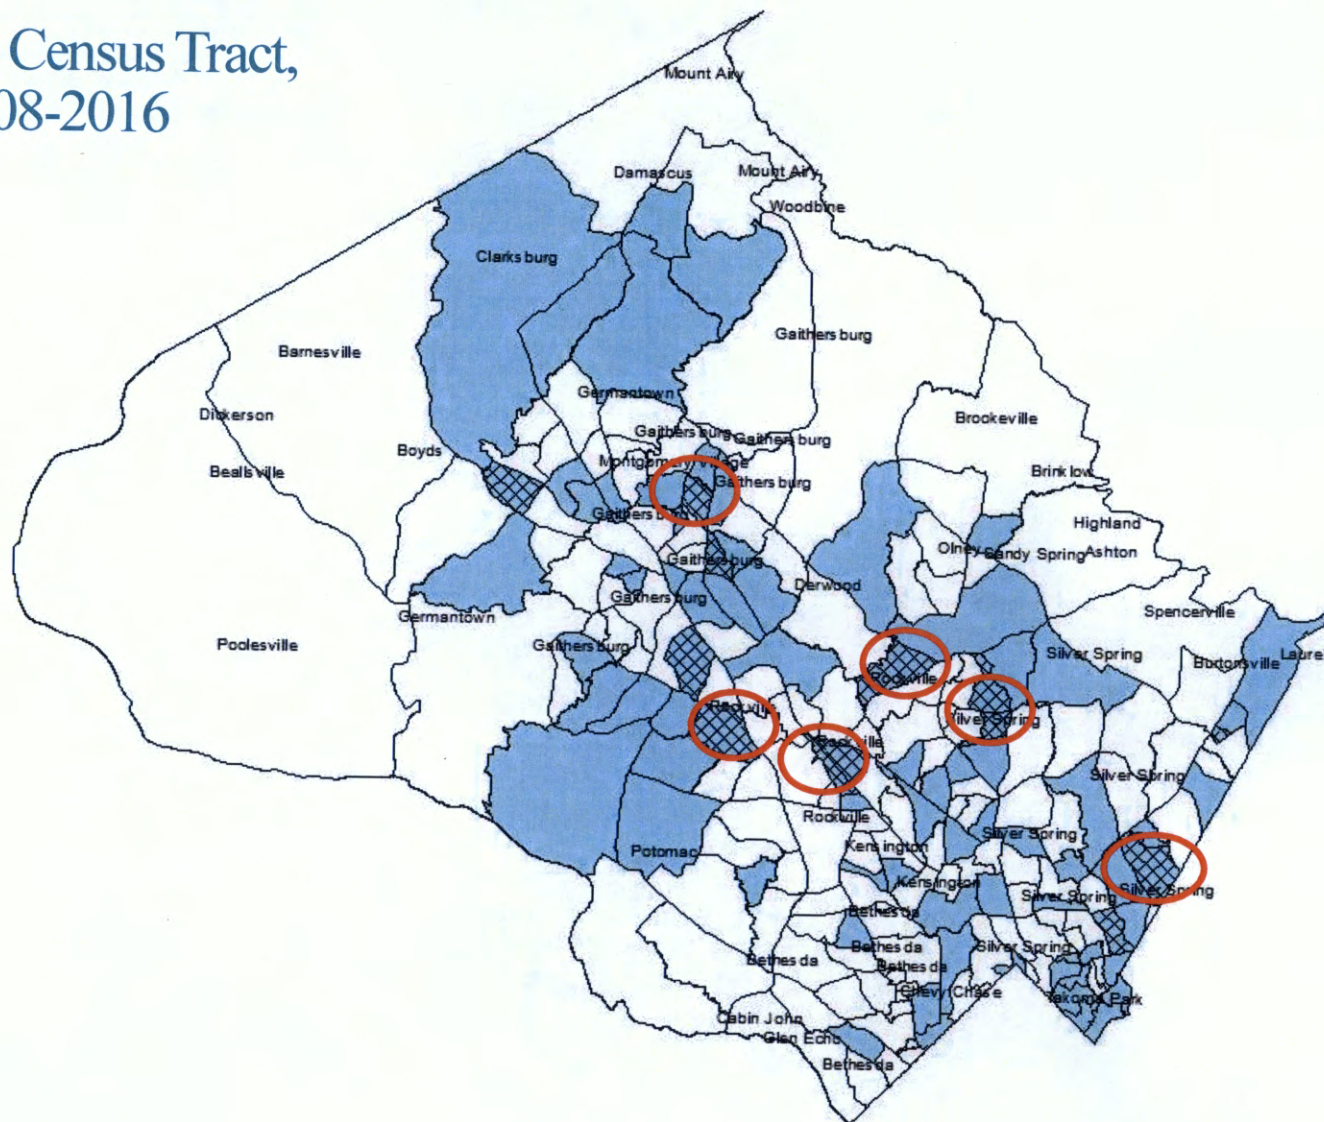 Census Tract,
08-2016
Mount Airy
Damascus
Mount Airy
Woodbine
Clarksburg
Gaithersburg
Barnesville
Germantown
Dickerson
Brookeville
Gaithersburg
Gaithersburg
Boyds
Montgomery Village
Beallsville
Brinklow
Gaithersburg
Gaithersburg
Highland
Olney
Sandy Spring
Ashton
Gaithersburg
Derwood
Gaithersburg
Germantown
Spencerville
Poolesville
Gaithersburg
Silver Spring
Burtonsville
Laure
Rockville
Rockville
Silver Spring
Rockville
Silver Spring
Rockville
Silver Spring
Kensington
Potomac
Kensington
Silver Spring
Silver Spring
Bethesda
Bethesda
Silver Spring
Bethesda
Bethesda
Chevy Chase
Takoma Park
Cabin John
Glen Echo
Bethesda